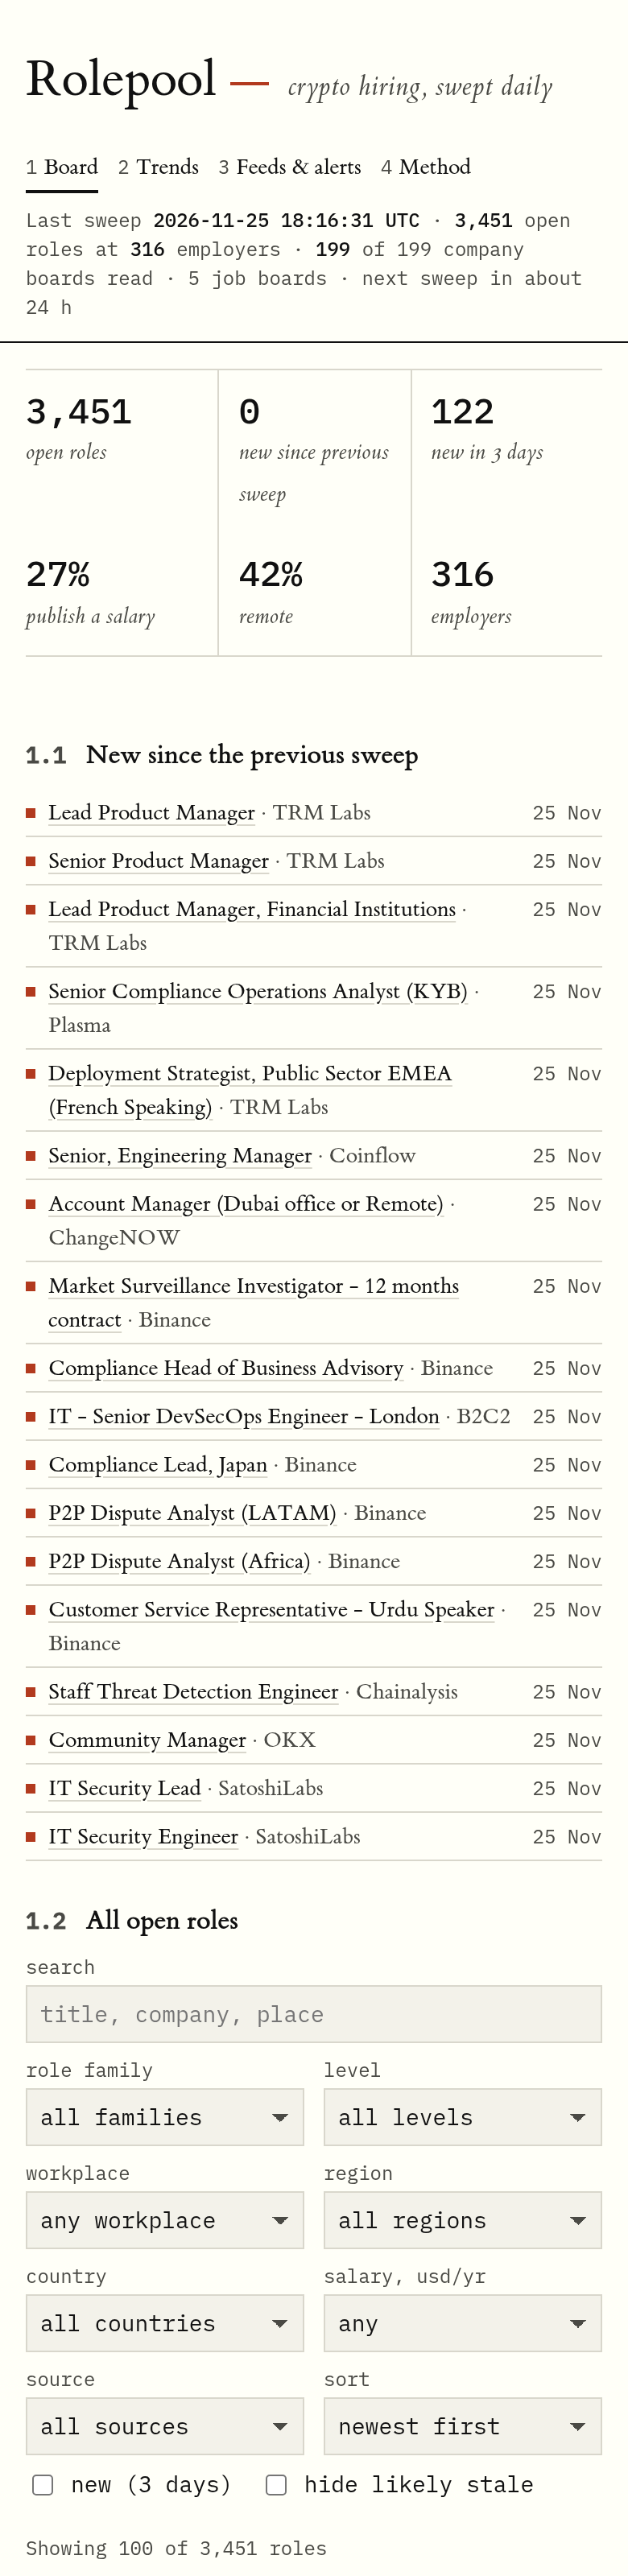 Rolepool — crypto hiring, swept daily
1 Board 2 Trends 3 Feeds & alerts 4 Method
Last sweep 2026-11-25 18:16:31 UTC · 3,451 open
roles at 316 employers · 199 of 199 company
boards read · 5 job boards · next sweep in about
24 h
3,451
open roles
0
new since previous
sweep
122
new in 3 days
27%
publish a salary
42%
remote
316
employers
1.1 New since the previous sweep
Lead Product Manager · TRM Labs 25 Nov
Senior Product Manager · TRM Labs 25 Nov
Lead Product Manager, Financial Institutions · 25 Nov
TRM Labs
Senior Compliance Operations Analyst (KYB) · 25 Nov
Plasma
Deployment Strategist, Public Sector EMEA 25 Nov
(French Speaking) · TRM Labs
Senior, Engineering Manager · Coinflow 25 Nov
Account Manager (Dubai office or Remote) · 25 Nov
ChangeNOW
Market Surveillance Investigator - 12 months 25 Nov
contract · Binance
Compliance Head of Business Advisory · Binance 25 Nov
IT - Senior DevSecOps Engineer - London · B2C2 25 Nov
Compliance Lead, Japan · Binance 25 Nov
P2P Dispute Analyst (LATAM) · Binance 25 Nov
P2P Dispute Analyst (Africa) · Binance 25 Nov
Customer Service Representative - Urdu Speaker · 25 Nov
Binance
Staff Threat Detection Engineer · Chainalysis 25 Nov
Community Manager · OKX 25 Nov
IT Security Lead · SatoshiLabs 25 Nov
IT Security Engineer · SatoshiLabs 25 Nov
1.2 All open roles
search
title, company, place
role family level
all families all levels
workplace region
any workplace all regions
country salary, usd/yr
all countries any
source sort
all sources newest first
new (3 days) hide likely stale
Showing 100 of 3,451 roles